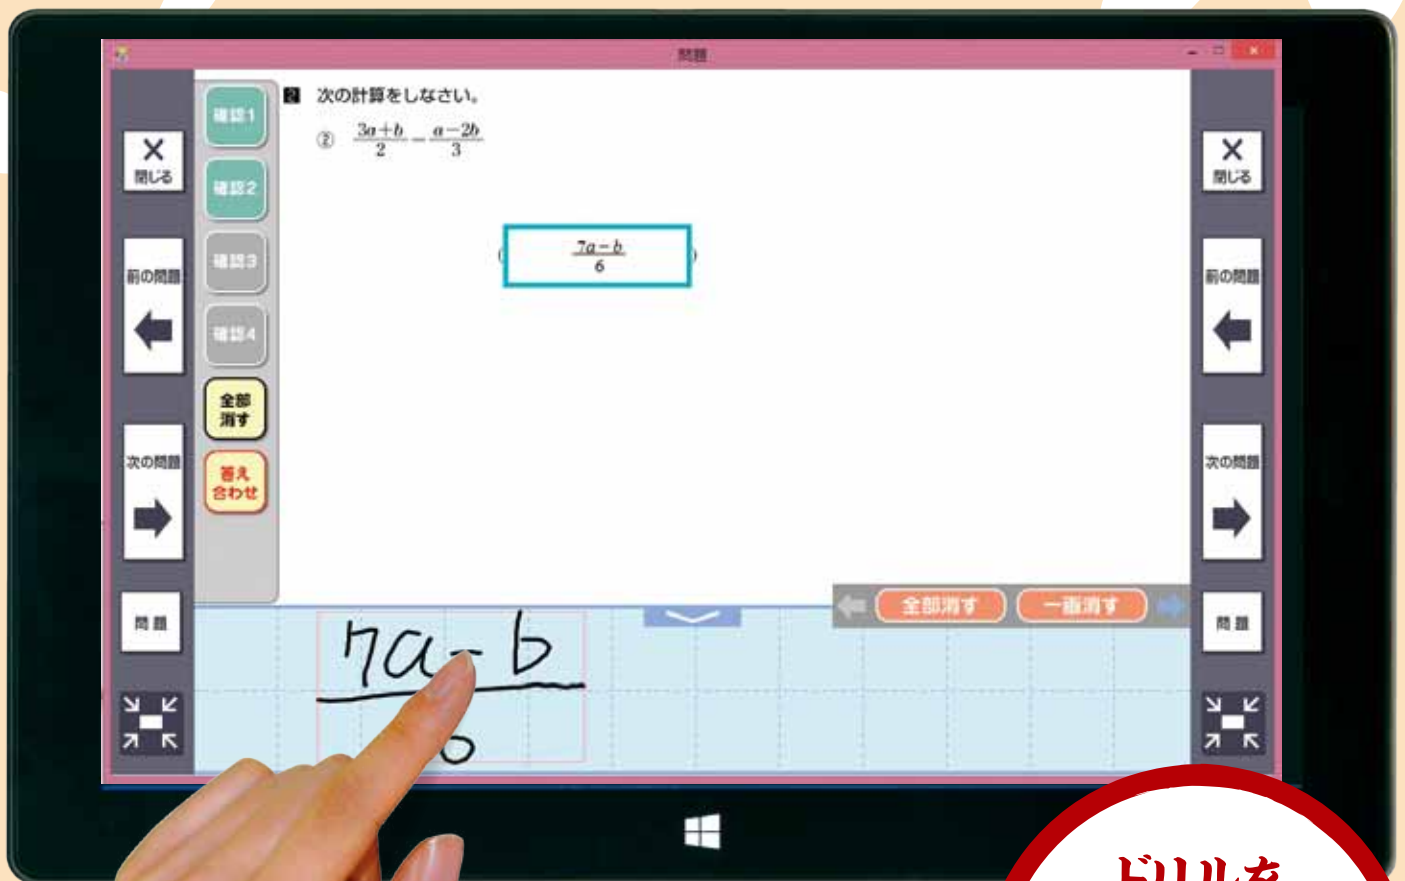 問題
2 次の計算をしなさい。
② \frac{3a+b}{2} - \frac{a-2b}{3}
( \frac{7a-b}{6} )
× 閉じる
前の問題
次の問題
問題
確認1
確認2
確認3
確認4
全部消す
答え合わせ
× 閉じる
前の問題
次の問題
問題
全部消す
一画消す
7a-b
ドリルを